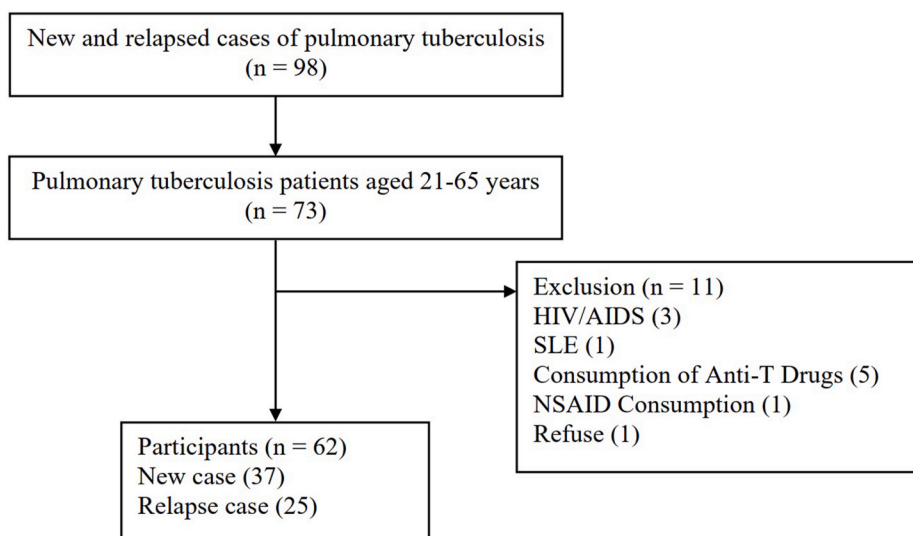 New and relapsed cases of pulmonary tuberculosis
(n = 98)
Pulmonary tuberculosis patients aged 21-65 years
(n = 73)
Exclusion (n = 11)
HIV/AIDS (3)
SLE (1)
Consumption of Anti-T Drugs (5)
NSAID Consumption (1)
Refuse (1)
Participants (n = 62)
New case (37)
Relapse case (25)